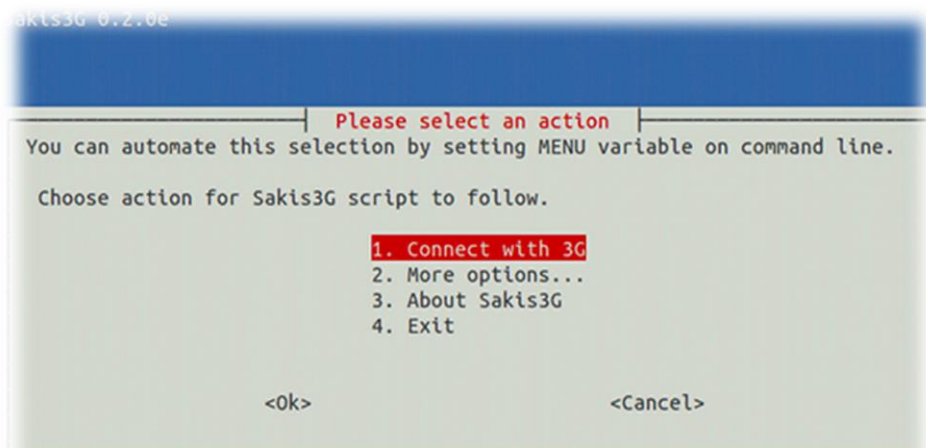 Sakis3G 0.2.0e
Please select an action
You can automate this selection by setting MENU variable on command line.
Choose action for Sakis3G script to follow.
1. Connect with 3G
2. More options...
3. About Sakis3G
4. Exit
<Ok> <Cancel>